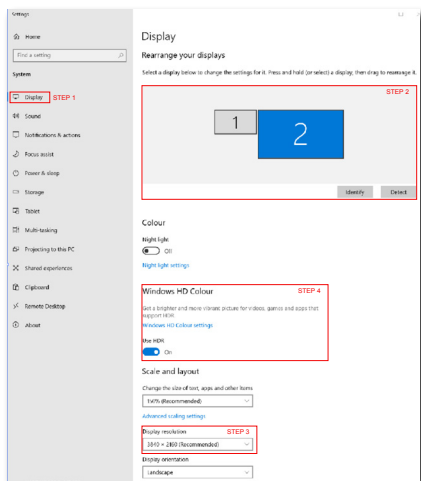 Settings
Home
Find a setting
System
Display STEP 1
Sound
Notifications & actions
Focus assist
Power & sleep
Storage
Tablet
Multi-tasking
Projecting to this PC
Shared experiences
Clipboard
Remote Desktop
About
Display
Rearrange your displays
Select a display below to change the settings for it. Press and hold (or select) a display, then drag to rearrange it.
STEP 2
1
2
Identify Detect
Colour
Night light
Off
Night light settings
Windows HD Colour STEP 4
Get a brighter and more vibrant picture for videos, games and apps that
support HDR.
Windows HD Colour settings
Use HDR
On
Scale and layout
Change the size of text, apps and other items
(Recommended)
Advanced scaling settings
Display resolution STEP 3
3840 × 2160 (Recommended)
Display orientation
Landscape